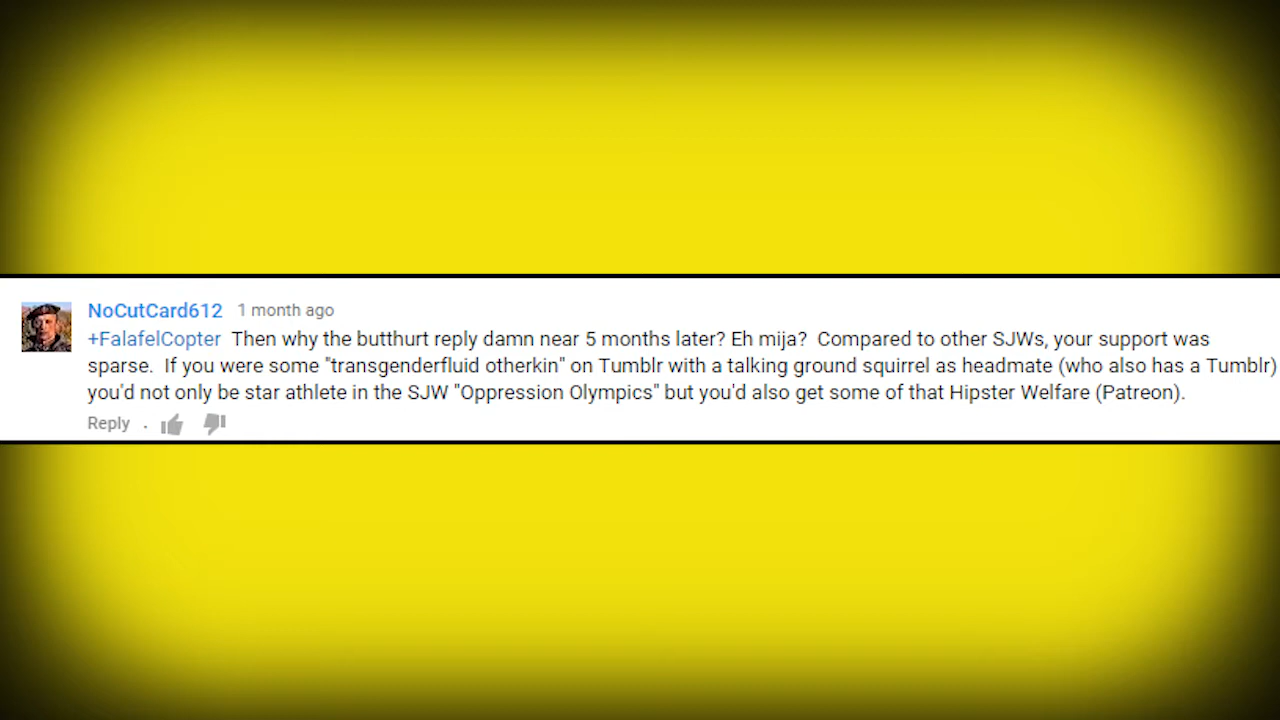 NoCutCard612 1 month ago
+FalafelCopter Then why the butthurt reply damn near 5 months later? Eh mija? Compared to other SJWs, your support was
sparse. If you were some "transgenderfluid otherkin" on Tumblr with a talking ground squirrel as headmate (who also has a Tumblr)
you'd not only be star athlete in the SJW "Oppression Olympics" but you'd also get some of that Hipster Welfare (Patreon).
Reply .